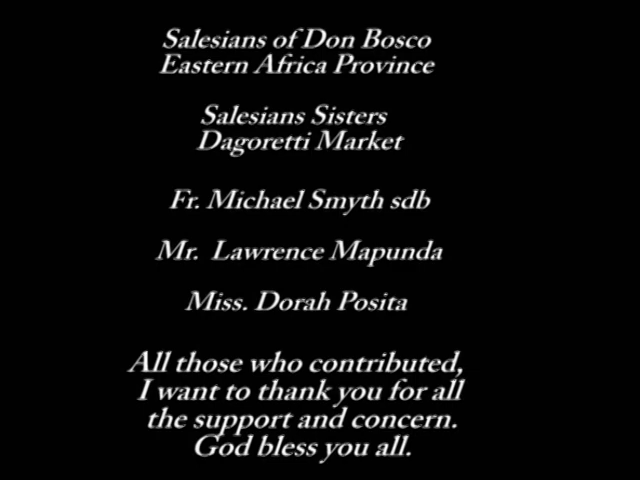 Salesians of Don Bosco
Eastern Africa Province
Salesians Sisters
Dagoretti Market
Fr. Michael Smyth sdb
Mr. Lawrence Mapunda
Miss. Dorah Posita
All those who contributed,
I want to thank you for all
the support and concern.
God bless you all.